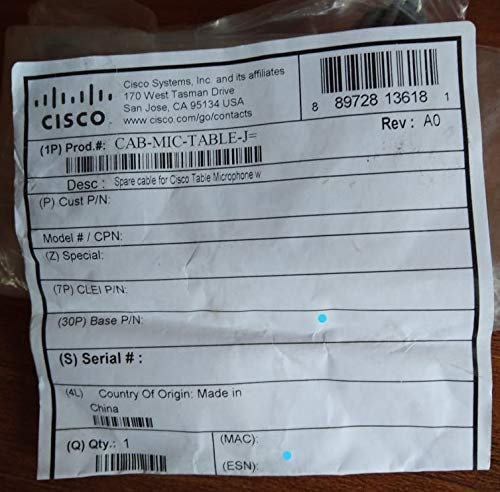 CISCO
Cisco Systems, Inc. and its affiliates
170 West Tasman Drive
San Jose, CA 95134 USA
www.cisco.com/go/contacts
8 89728 13618 1
Rev : A0
(1P) Prod.#: CAB-MIC-TABLE-J=
Desc : Spare cable for Cisco Table Microphone w
(P) Cust P/N:
Model # / CPN:
(Z) Special:
(7P) CLEI P/N:
(30P) Base P/N:
(S) Serial # :
(4L) Country Of Origin: Made in
China
(Q) Qty.: 1
(MAC):
(ESN):